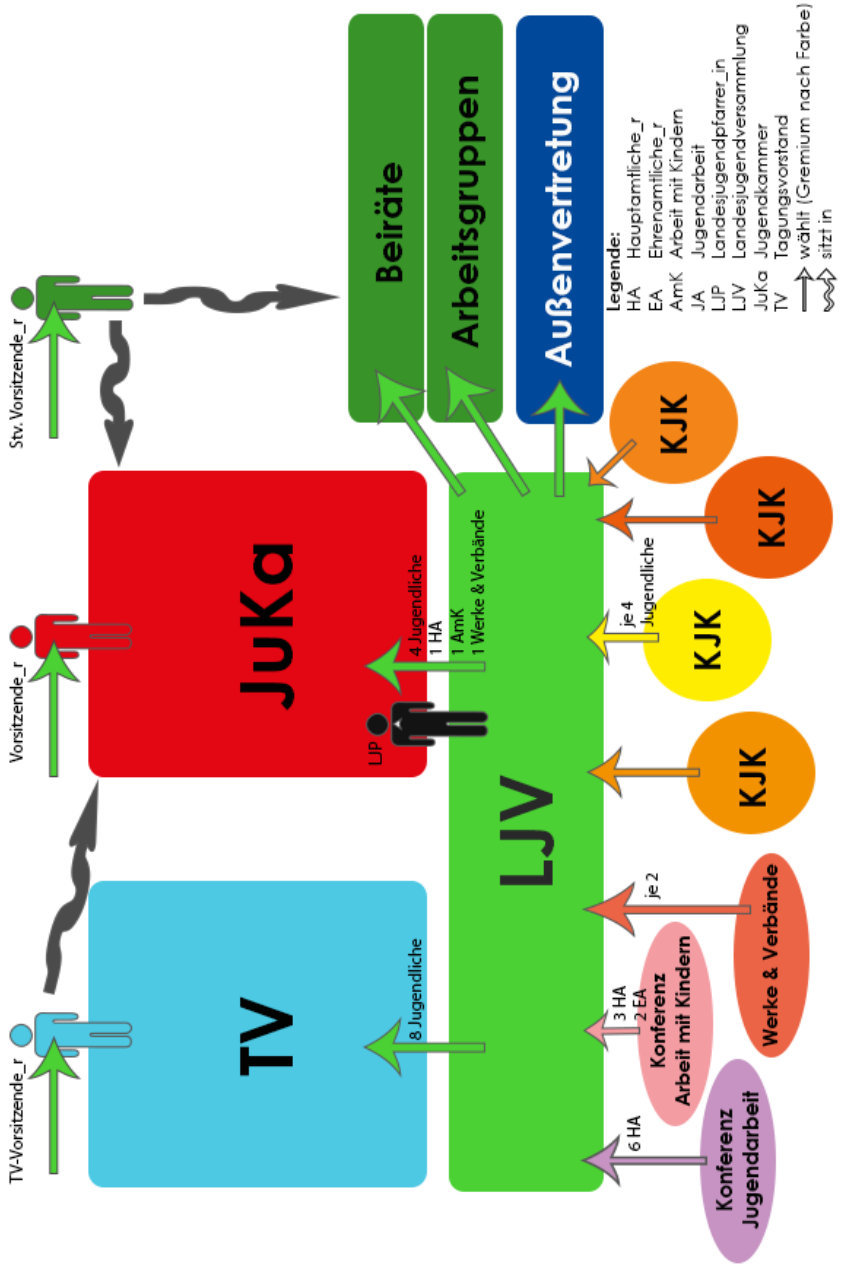 TV-Vorsitzende_r
Vorsitzende_r
Stv. Vorsitzende_r
TV
JuKa
Beiräte
Arbeitsgruppen
Außenvertretung
LJP
8 Jugendliche
4 Jugendliche
1 HA
1 AmK
1 Werke & Verbände
LJV
6 HA
3 HA
2 EA
je 2
je 4
Jugendliche
Konferenz
Jugendarbeit
Konferenz
Arbeit mit Kindern
Werke & Verbände
KJK
KJK
KJK
KJK
Legende:
HA Hauptamtliche_r
EA Ehrenamtliche_r
AmK Arbeit mit Kindern
JA Jugendarbeit
LJP Landesjugendpfarrer_in
LJV Landesjugendversammlung
JuKa Jugendkammer
TV Tagungsvorstand
wählt (Gremium nach Farbe)
sitzt in